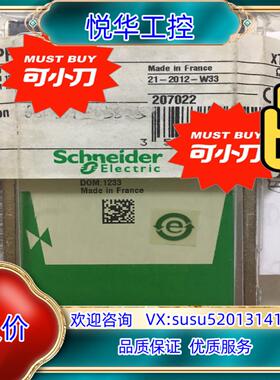 悦华工控
MUST BUY
可小刀
Made in France
21-2012-W33
207022
MUST BUY
可小刀
Schneider
Electric
DOM:1233
Made in France
价
欢迎咨询 VX:susu52013141
品质保证 服务保障